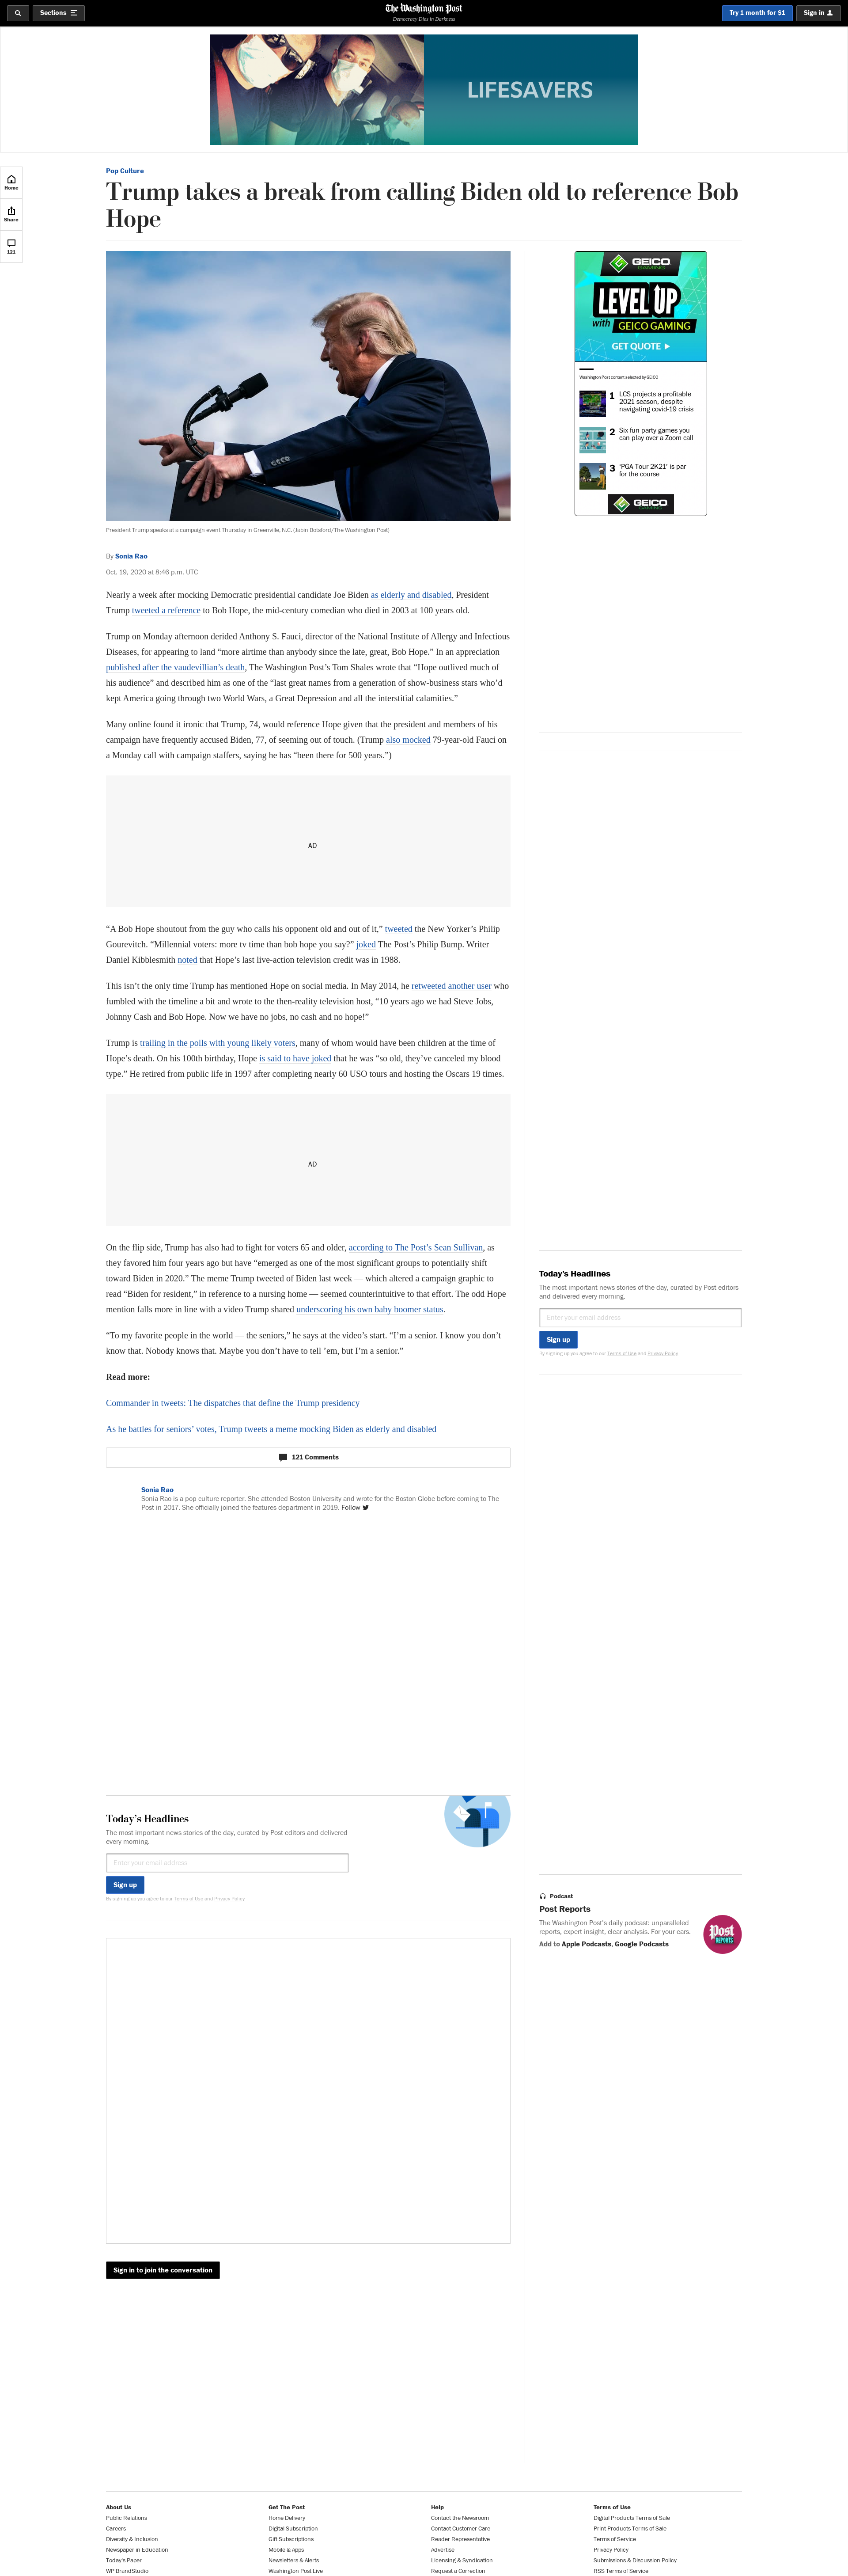 Sections
The Washington Post
Democracy Dies in Darkness
Try 1 month for $1
Sign in
LIFESAVERS
Home
Share
121
Pop Culture
Trump takes a break from calling Biden old to reference Bob
Hope
President Trump speaks at a campaign event Thursday in Greenville, N.C. (Jabin Botsford/The Washington Post)
By Sonia Rao
Oct. 19, 2020 at 8:46 p.m. UTC
Nearly a week after mocking Democratic presidential candidate Joe Biden as elderly and disabled, President
Trump tweeted a reference to Bob Hope, the mid-century comedian who died in 2003 at 100 years old.
Trump on Monday afternoon derided Anthony S. Fauci, director of the National Institute of Allergy and Infectious
Diseases, for appearing to land “more airtime than anybody since the late, great, Bob Hope.” In an appreciation
published after the vaudevillian’s death, The Washington Post’s Tom Shales wrote that “Hope outlived much of
his audience” and described him as one of the “last great names from a generation of show-business stars who’d
kept America going through two World Wars, a Great Depression and all the interstitial calamities.”
Many online found it ironic that Trump, 74, would reference Hope given that the president and members of his
campaign have frequently accused Biden, 77, of seeming out of touch. (Trump also mocked 79-year-old Fauci on
a Monday call with campaign staffers, saying he has “been there for 500 years.”)
AD
“A Bob Hope shoutout from the guy who calls his opponent old and out of it,” tweeted the New Yorker’s Philip
Gourevitch. “Millennial voters: more tv time than bob hope you say?” joked The Post’s Philip Bump. Writer
Daniel Kibblesmith noted that Hope’s last live-action television credit was in 1988.
This isn’t the only time Trump has mentioned Hope on social media. In May 2014, he retweeted another user who
fumbled with the timeline a bit and wrote to the then-reality television host, “10 years ago we had Steve Jobs,
Johnny Cash and Bob Hope. Now we have no jobs, no cash and no hope!”
Trump is trailing in the polls with young likely voters, many of whom would have been children at the time of
Hope’s death. On his 100th birthday, Hope is said to have joked that he was “so old, they’ve canceled my blood
type.” He retired from public life in 1997 after completing nearly 60 USO tours and hosting the Oscars 19 times.
AD
On the flip side, Trump has also had to fight for voters 65 and older, according to The Post’s Sean Sullivan, as
they favored him four years ago but have “emerged as one of the most significant groups to potentially shift
toward Biden in 2020.” The meme Trump tweeted of Biden last week — which altered a campaign graphic to
read “Biden for resident,” in reference to a nursing home — seemed counterintuitive to that effort. The odd Hope
mention falls more in line with a video Trump shared underscoring his own baby boomer status.
“To my favorite people in the world — the seniors,” he says at the video’s start. “I’m a senior. I know you don’t
know that. Nobody knows that. Maybe you don’t have to tell ’em, but I’m a senior.”
Read more:
Commander in tweets: The dispatches that define the Trump presidency
As he battles for seniors’ votes, Trump tweets a meme mocking Biden as elderly and disabled
121 Comments
Sonia Rao
Sonia Rao is a pop culture reporter. She attended Boston University and wrote for the Boston Globe before coming to The
Post in 2017. She officially joined the features department in 2019. Follow
Today’s Headlines
The most important news stories of the day, curated by Post editors and delivered
every morning.
Enter your email address
Sign up
By signing up you agree to our Terms of Use and Privacy Policy
Sign in to join the conversation
GEICO
GAMING
LEVEL UP
with GEICO GAMING
GET QUOTE
Washington Post content selected by GEICO
1 LCS projects a profitable
2021 season, despite
navigating covid-19 crisis
2 Six fun party games you
can play over a Zoom call
3 ‘PGA Tour 2K21’ is par
for the course
GEICO
GAMING
Today’s Headlines
The most important news stories of the day, curated by Post editors
and delivered every morning.
Enter your email address
Sign up
By signing up you agree to our Terms of Use and Privacy Policy
Podcast
Post Reports
The Washington Post's daily podcast: unparalleled
reports, expert insight, clear analysis. For your ears.
Add to Apple Podcasts, Google Podcasts
Post
REPORTS
About Us
Public Relations
Careers
Diversity & Inclusion
Newspaper in Education
Today's Paper
WP BrandStudio
Get The Post
Home Delivery
Digital Subscription
Gift Subscriptions
Mobile & Apps
Newsletters & Alerts
Washington Post Live
Help
Contact the Newsroom
Contact Customer Care
Reader Representative
Advertise
Licensing & Syndication
Request a Correction
Terms of Use
Digital Products Terms of Sale
Print Products Terms of Sale
Terms of Service
Privacy Policy
Submissions & Discussion Policy
RSS Terms of Service